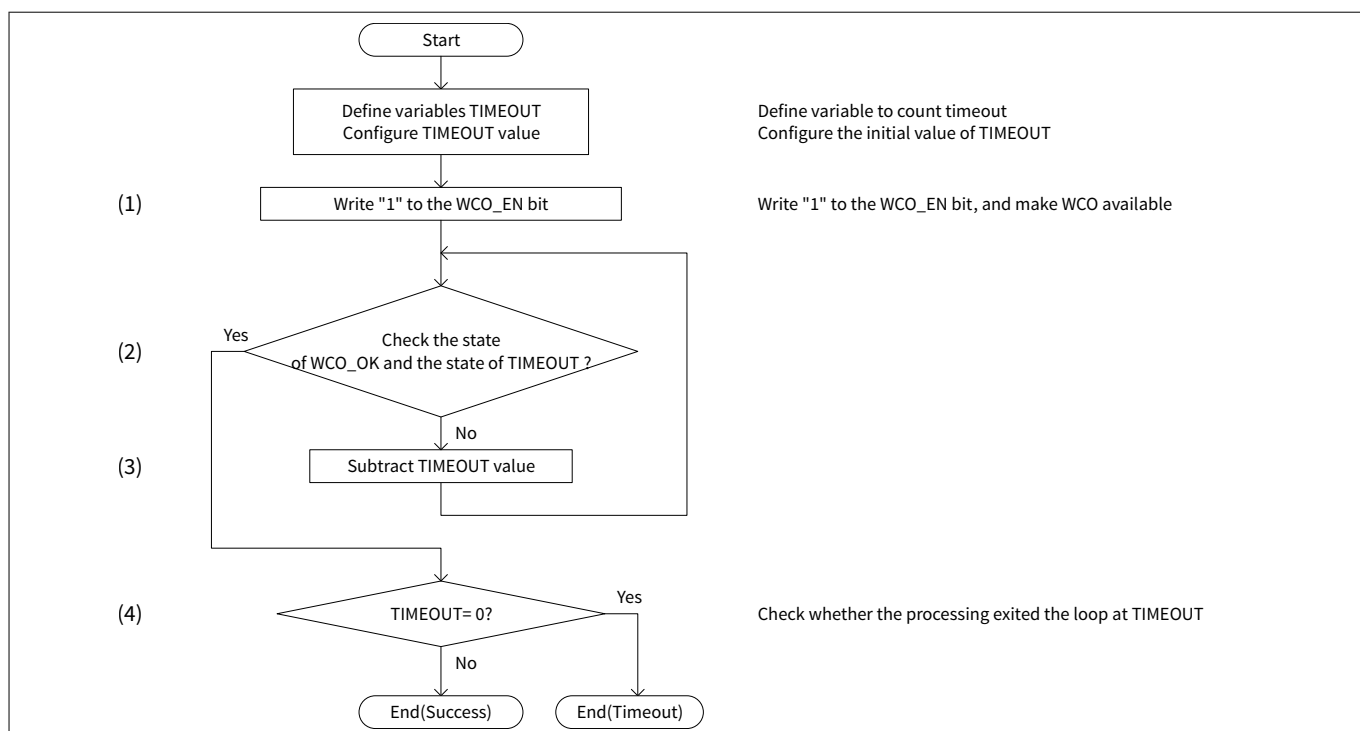 Start
Define variables TIMEOUT
Configure TIMEOUT value
Define variable to count timeout
Configure the initial value of TIMEOUT
(1)
Write "1" to the WCO_EN bit
Write "1" to the WCO_EN bit, and make WCO available
Yes
(2)
Check the state
of WCO_OK and the state of TIMEOUT ?
No
(3)
Subtract TIMEOUT value
(4)
TIMEOUT= 0?
Yes
Check whether the processing exited the loop at TIMEOUT
No
End(Success)
End(Timeout)